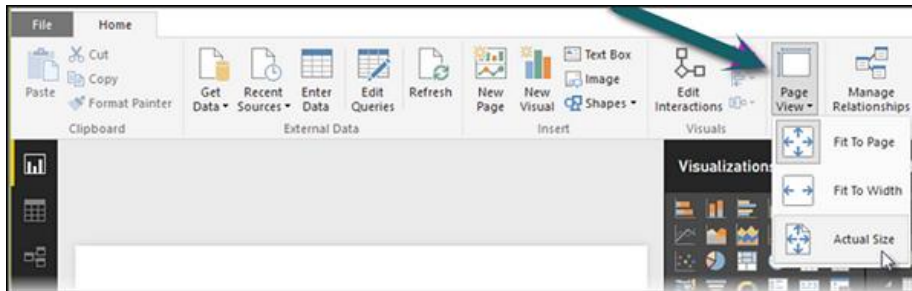 File
Home
Cut
Copy
Format Painter
Paste
Clipboard
Get
Data
Recent
Sources
Enter
Data
Edit
Queries
Refresh
External Data
New
Page
New
Visual
Text Box
Image
Shapes
Insert
Edit
Interactions
Visuals
Page
View
Manage
Relationships
Fit To Page
Fit To Width
Actual Size
Visualization